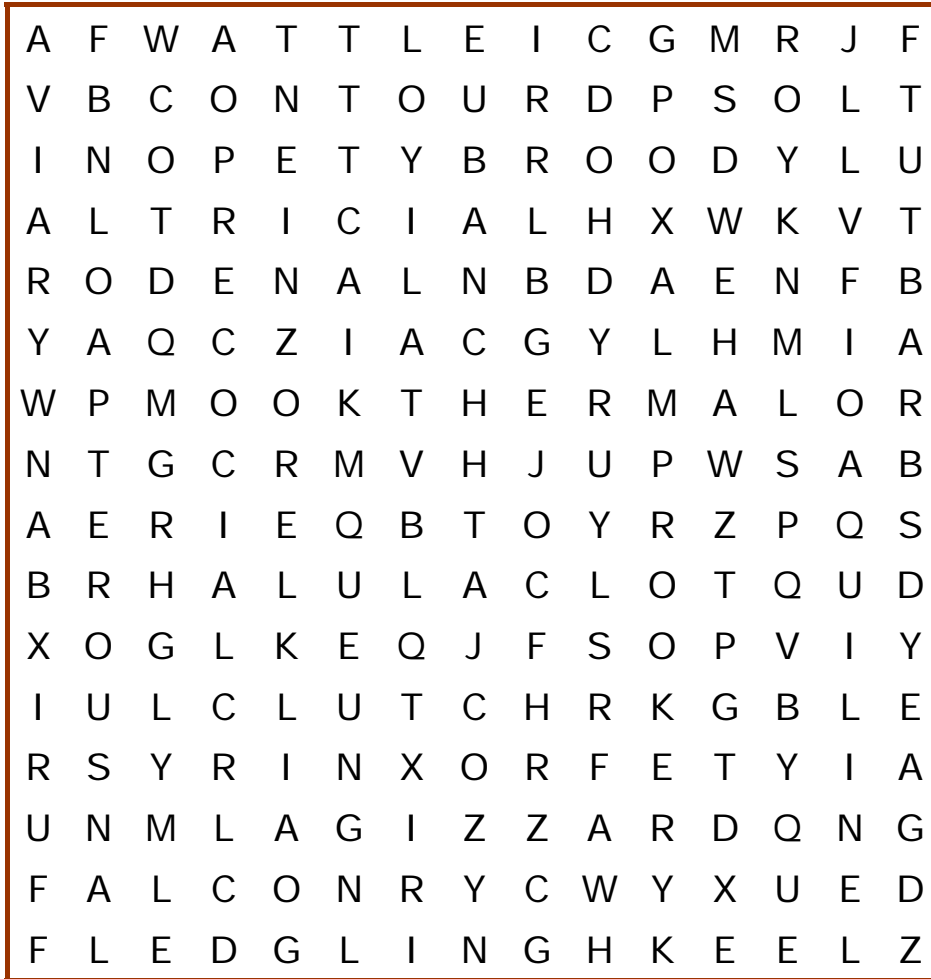 A F W A T T L E I C G M R J F
V B C O N T O U R D P S O L T
I N O P E T Y B R O O D Y L U
A L T R I C I A L H X W K V T
R O D E N A L N B D A E N F B
Y A Q C Z I A C G Y L H M I A
W P M O O K T H E R M A L O R
N T G C R M V H J U P W S A B
A E R I E Q B T O Y R Z P Q S
B R H A L U L A C L O T Q U D
X O G L K E Q J F S O P V I Y
I U L C L U T C H R K G B L E
R S Y R I N X O R F E T Y I A
U N M L A G I Z Z A R D Q N G
F A L C O N R Y C W Y X U E D
F L E D G L I N G H K E E L Z